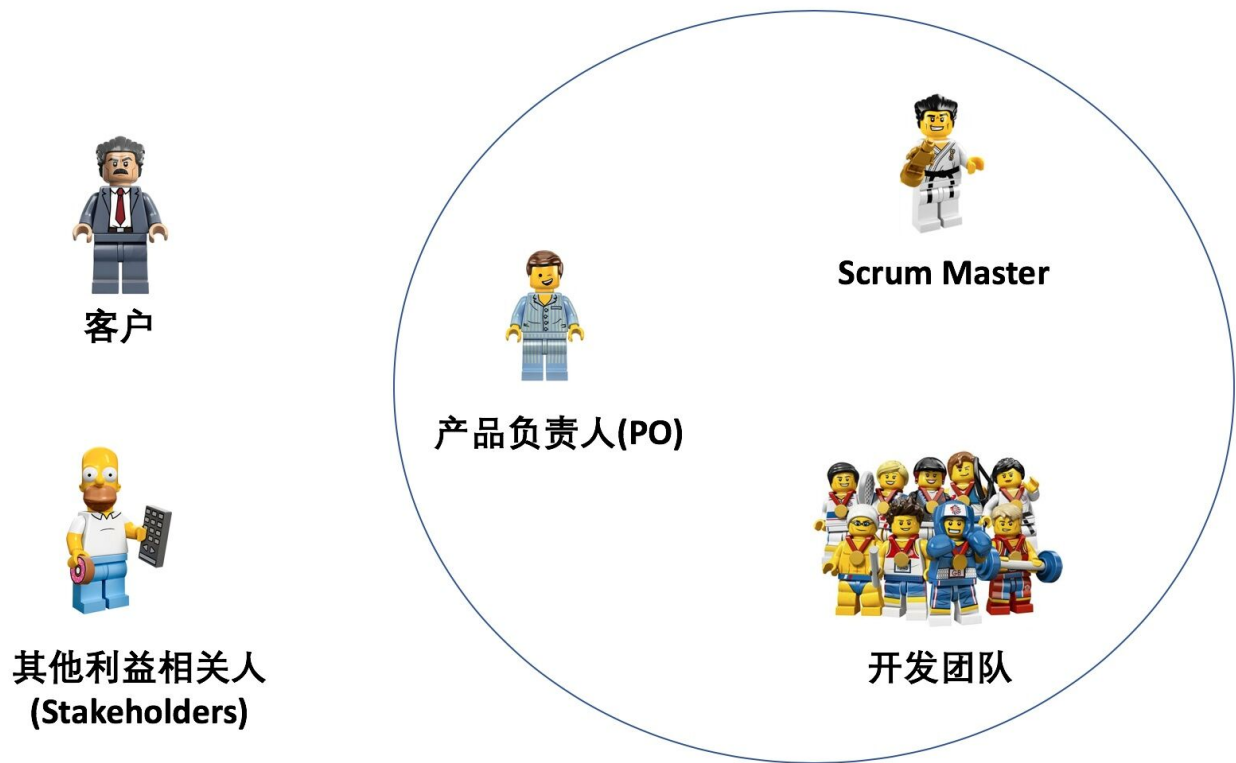 Scrum Master
客户
产品负责人(PO)
其他利益相关人
(Stakeholders)
开发团队